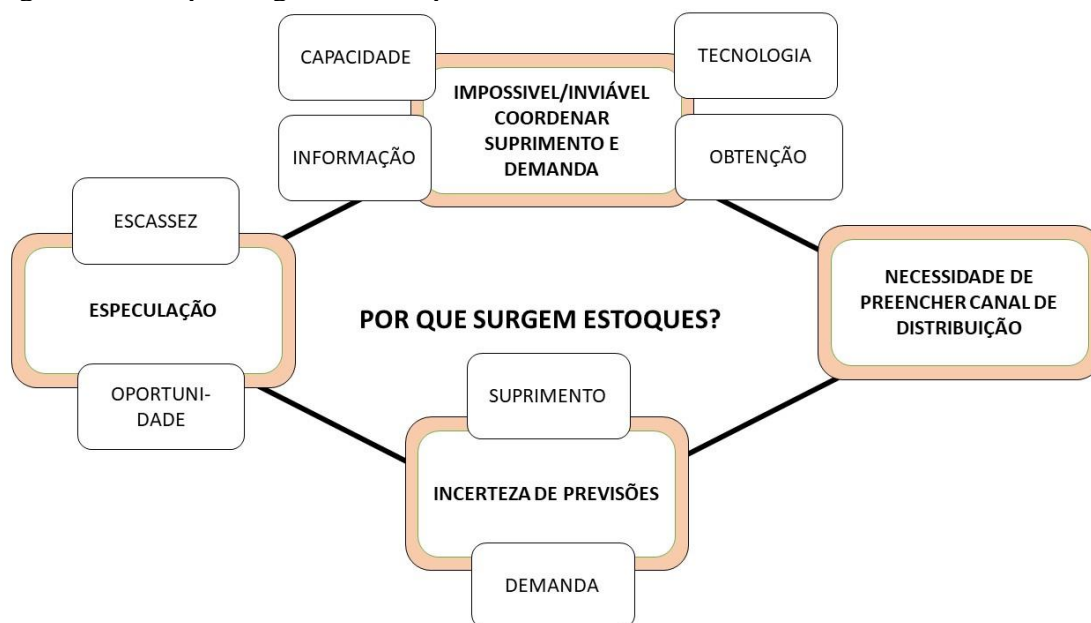 CAPACIDADE
TECNOLOGIA
IMPOSSIVEL/INVIÁVEL
COORDENAR
SUPRIMENTO E
DEMANDA
INFORMAÇÃO
OBTENÇÃO
ESCASSEZ
ESPECULAÇÃO
OPORTUNI-
DADE
NECESSIDADE DE
PREENCHER CANAL DE
DISTRIBUIÇÃO
POR QUE SURGEM ESTOQUES?
SUPRIMENTO
INCERTEZA DE PREVISÕES
DEMANDA